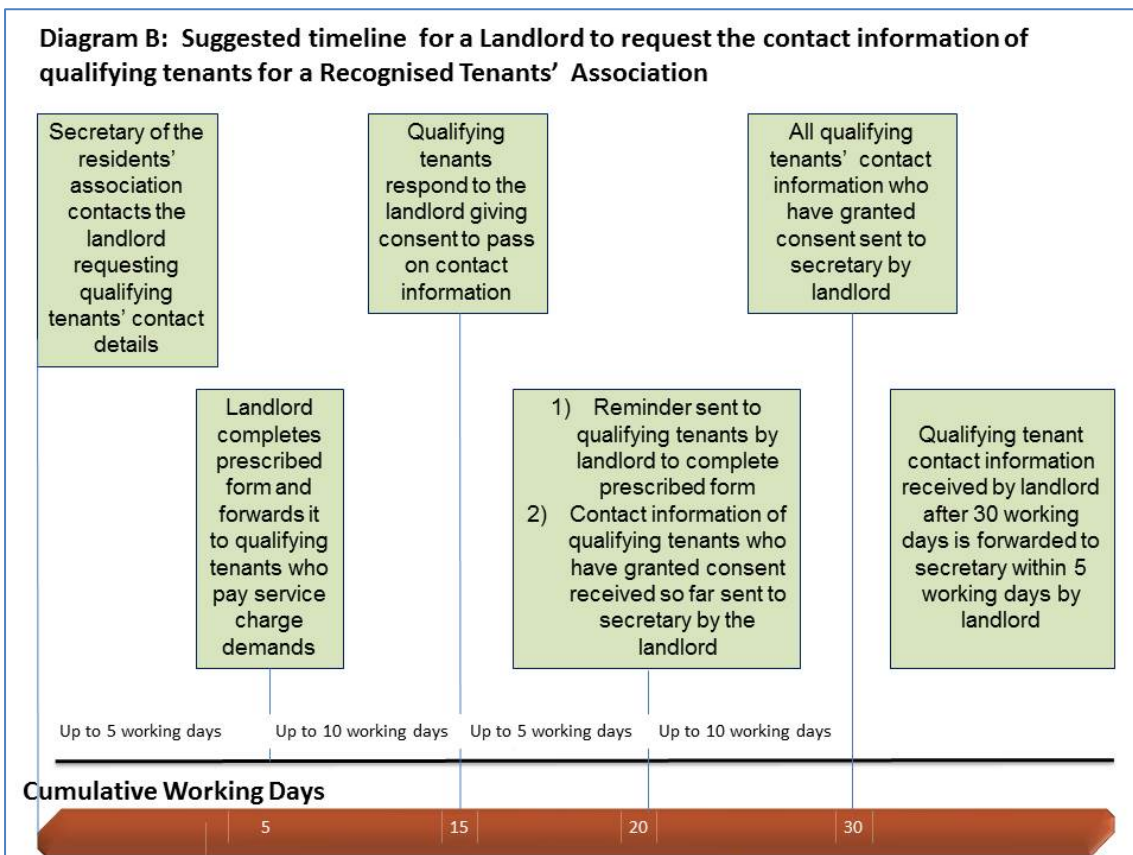 Diagram B: Suggested timeline for a Landlord to request the contact information of
qualifying tenants for a Recognised Tenants' Association
Secretary of the
residents'
association
contacts the
landlord
requesting
qualifying
tenants' contact
details
Qualifying
tenants
respond to the
landlord giving
consent to pass
on contact
information
All qualifying
tenants' contact
information who
have granted
consent sent to
secretary by
landlord
Landlord
completes
prescribed
form and
forwards it
to qualifying
tenants who
pay service
charge
demands
1) Reminder sent to
qualifying tenants by
landlord to complete
prescribed form
2) Contact information of
qualifying tenants who
have granted consent
received so far sent to
secretary by the
landlord
Qualifying tenant
contact information
received by landlord
after 30 working
days is forwarded to
secretary within 5
working days by
landlord
Up to 5 working days
Up to 10 working days
Up to 5 working days
Up to 10 working days
Cumulative Working Days
5
15
20
30